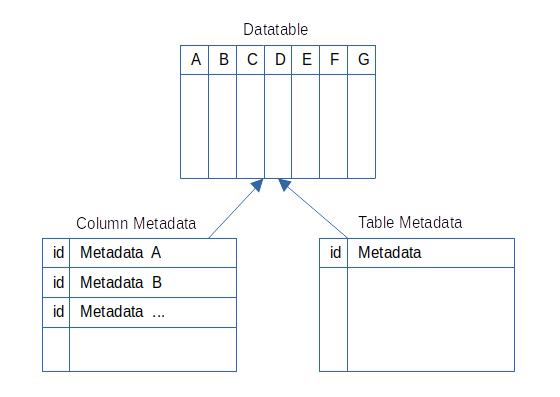 Datatable
A B C D E F G
Column Metadata
id Metadata A
id Metadata B
id Metadata ...
Table Metadata
id Metadata